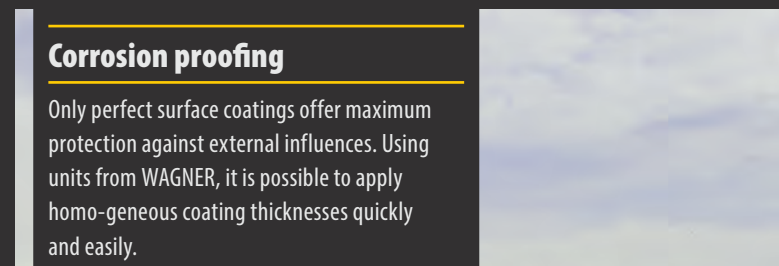 Corrosion proofing
Only perfect surface coatings offer maximum
protection against external influences. Using
units from WAGNER, it is possible to apply
homo-geneous coating thicknesses quickly
and easily.